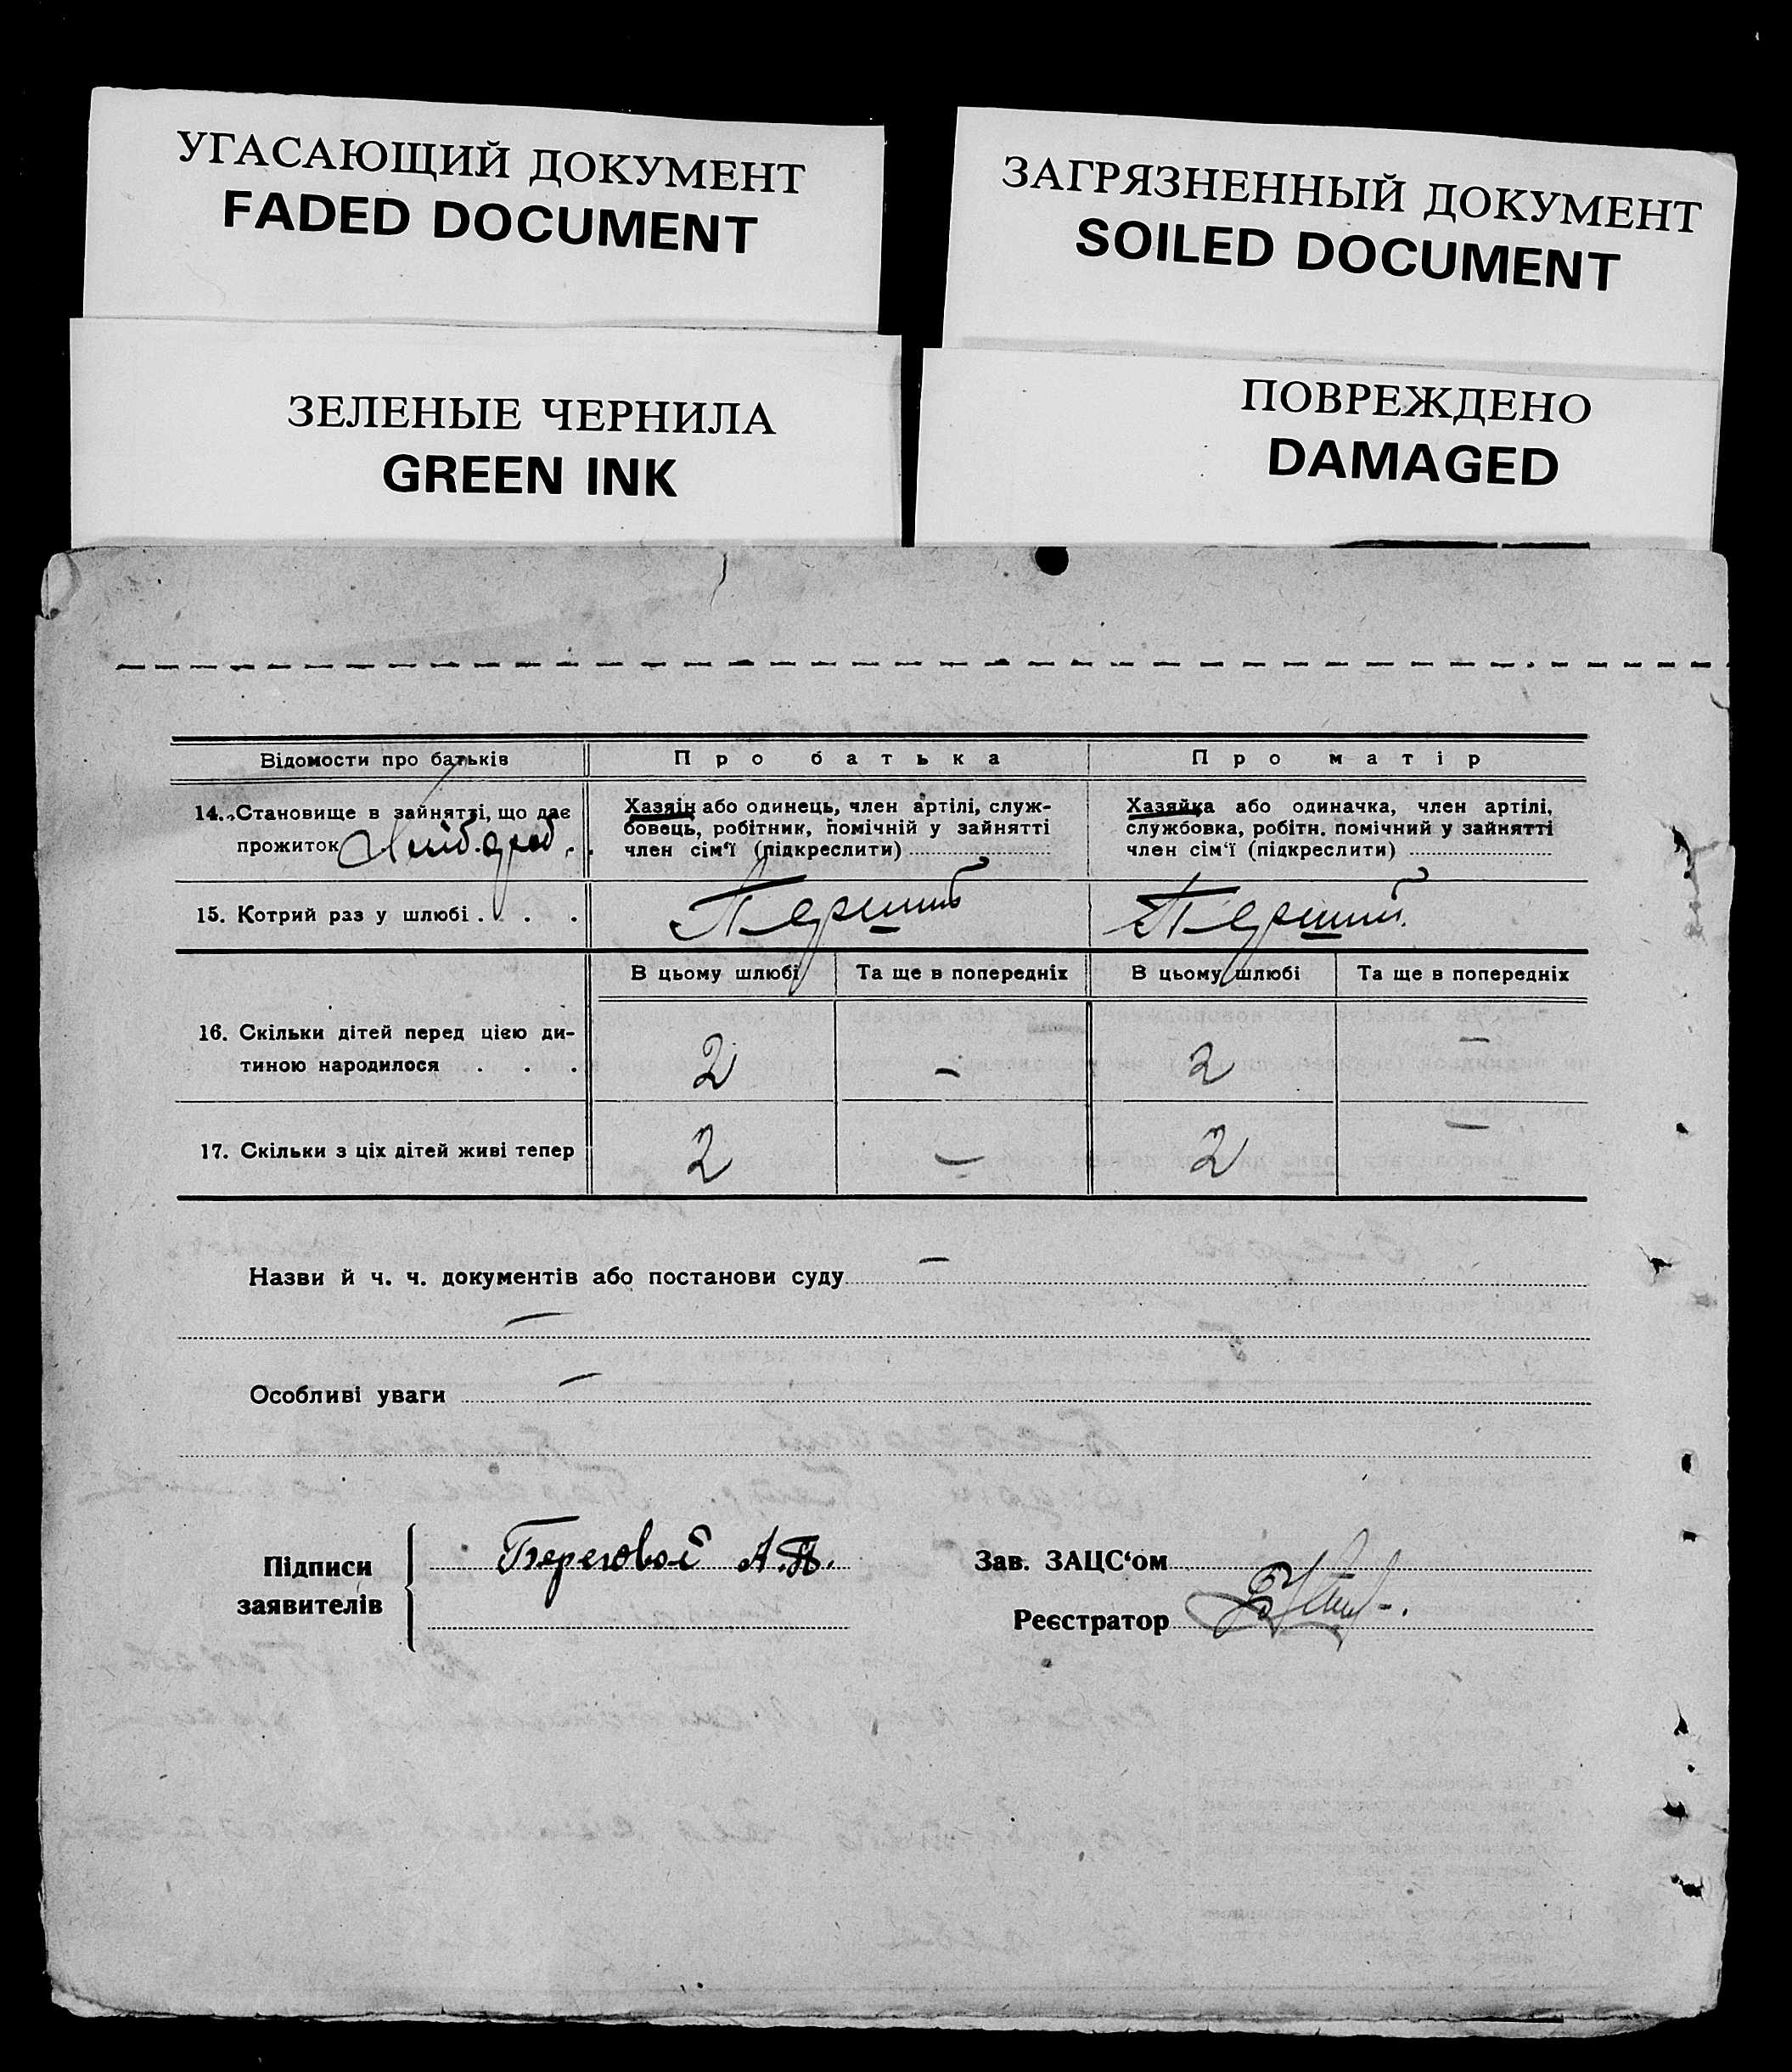 УГАСАЮЩИЙ ДОКУМЕНТ
FADED DOCUMENT
ЗАГРЯЗНЕННЫЙ ДОКУМЕНТ
SOILED DOCUMENT
ЗЕЛЕНЫЕ ЧЕРНИЛА
GREEN INK
ПОВРЕЖДЕНО
DAMAGED
Відомости про батьків
Про батька
Про матір
14. Становище в зайнятті, що дає
прожиток
Хазяїн або одинець, член артілі, служ-
бовець, робітник, помічній у зайнятті
член сім'ї (підкреслити)
Хазяйка або одиначка, член артілі,
службовка, робітн. помічний у зайнятті
член сім'ї (підкреслити)
15. Котрий раз у шлюбі . . .
Перший
Перший.
В цьому шлюбі
Та ще в попередніх
В цьому шлюбі
Та ще в попередніх
16. Скільки дітей перед цією ди-
тиною народилося . . .
2 - 2 -
17. Скільки з ціх дітей живі тепер
2 - 2 -
Назви й ч. ч. документів або постанови суду -
-
Особливі уваги -
Підписи
заявителів
Береговой А.П.
Зав. ЗАЦС'ом
Реєстратор